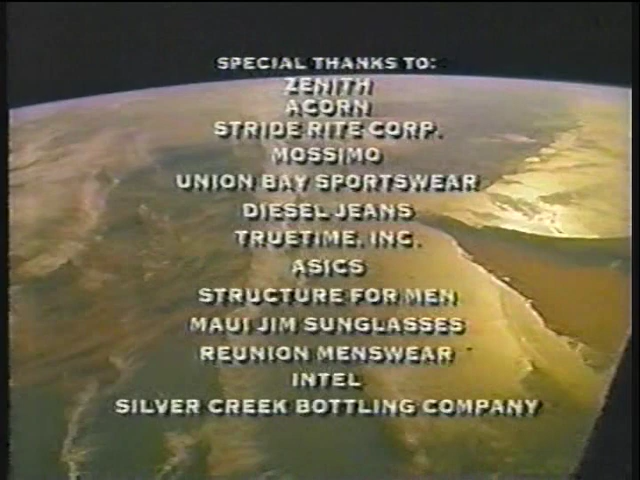 SPECIAL THANKS TO:
ZENITH
ACORN
STRIDE RITE CORP.
MOSSIMO
UNION BAY SPORTSWEAR
DIESEL JEANS
TRUETIME, INC.
ASICS
STRUCTURE FOR MEN
MAUI JIM SUNGLASSES
REUNION MENSWEAR
INTEL
SILVER CREEK BOTTLING COMPANY